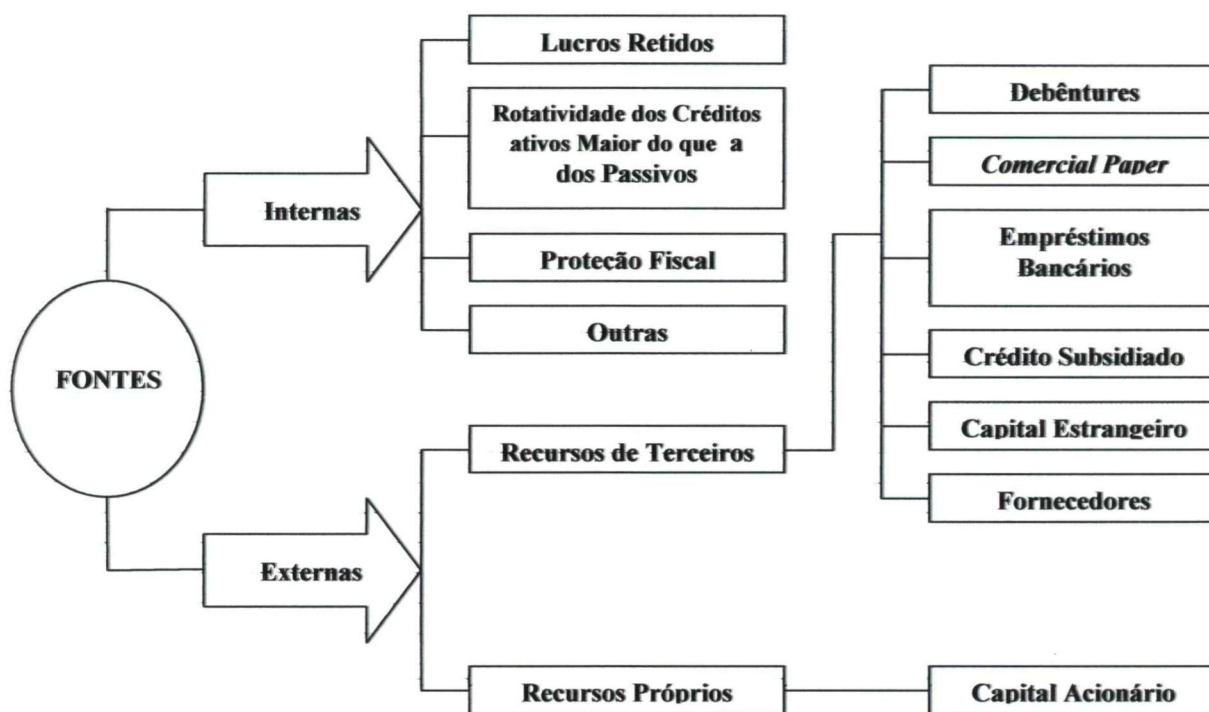 FONTES
Internas
Lucros Retidos
Rotatividade dos Créditos
ativos Maior do que a
dos Passivos
Proteção Fiscal
Outras
Externas
Recursos de Terceiros
Debêntures
Comercial Paper
Empréstimos
Bancários
Crédito Subsidiado
Capital Estrangeiro
Fornecedores
Recursos Próprios
Capital Acionário